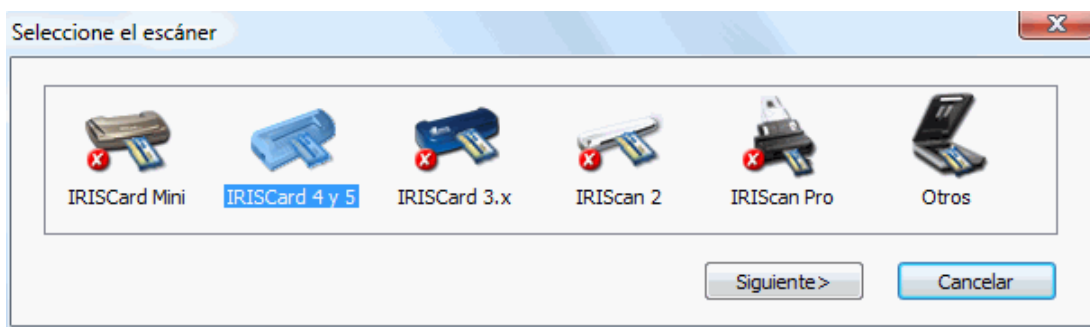 Seleccione el escáner
IRISCard Mini IRISCard 4 y 5 IRISCard 3.x IRIScan 2 IRIScan Pro Otros
Siguiente> Cancelar